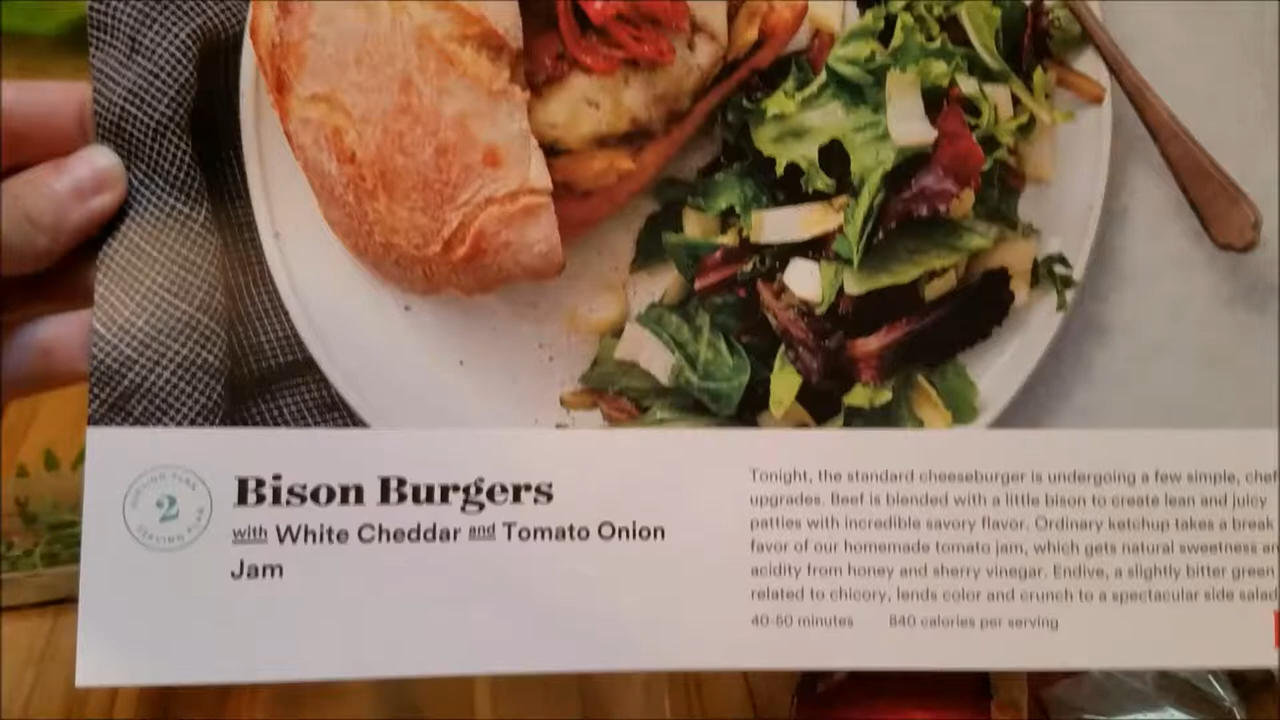 2
SERVING PLAN
Bison Burgers
with White Cheddar and Tomato Onion
Jam
Tonight, the standard cheeseburger is undergoing a few simple, chef
upgrades. Beef is blended with a little bison to create lean and juicy
patties with incredible savory flavor. Ordinary ketchup takes a break
favor of our homemade tomato jam, which gets natural sweetness an
acidity from honey and sherry vinegar. Endive, a slightly bitter green
related to chicory, lends color and crunch to a spectacular side salad
40-50 minutes 840 calories per serving